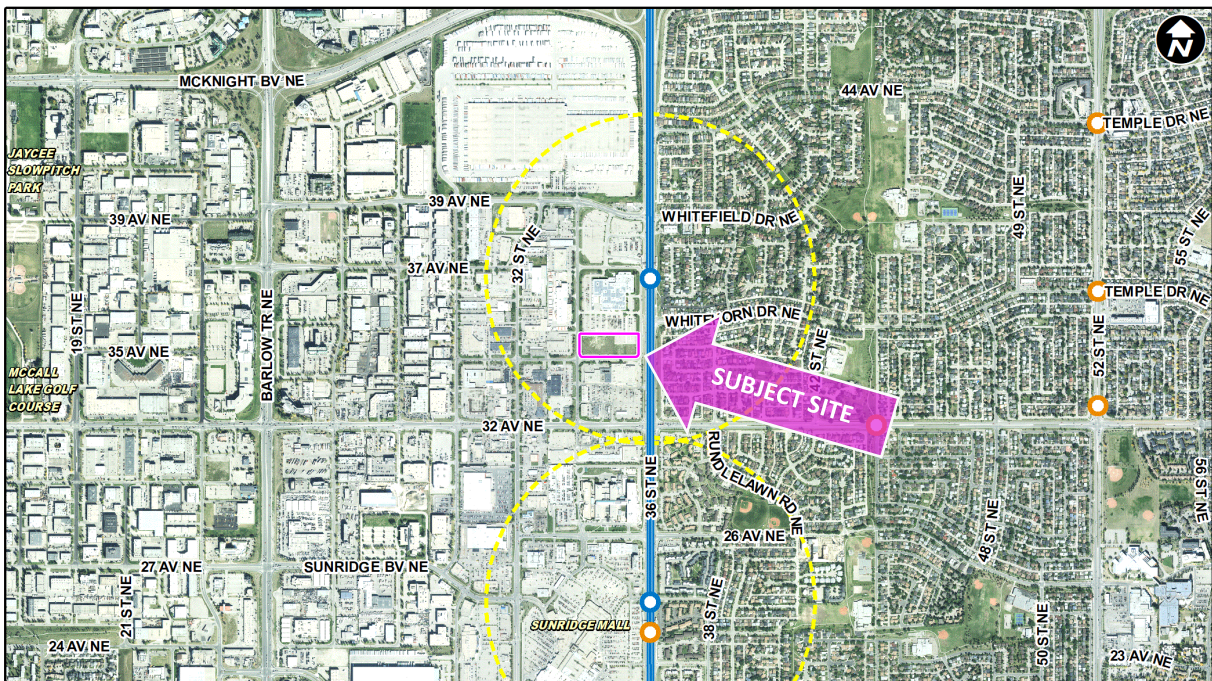 N
MCKNIGHT BV NE
44 AV NE
TEMPLE DR NE
JAYCEE
SLOWPITCH
PARK
39 AV NE
39 AV NE
WHITEFIELD DR NE
49 ST NE
55 ST NE
32 ST NE
37 AV NE
TEMPLE DR NE
19 ST NE
BARLOW TR NE
WHITEHORN DR NE
35 AV NE
42 ST NE
52 ST NE
MCCALL
LAKE GOLF
COURSE
SUBJECT SITE
32 AV NE
36 ST NE
RUNDLELAWN RD NE
56 ST NE
26 AV NE
48 ST NE
27 AV NE
SUNRIDGE BV NE
21 ST NE
38 ST NE
SUNRIDGE MALL
50 ST NE
24 AV NE
23 AV NE